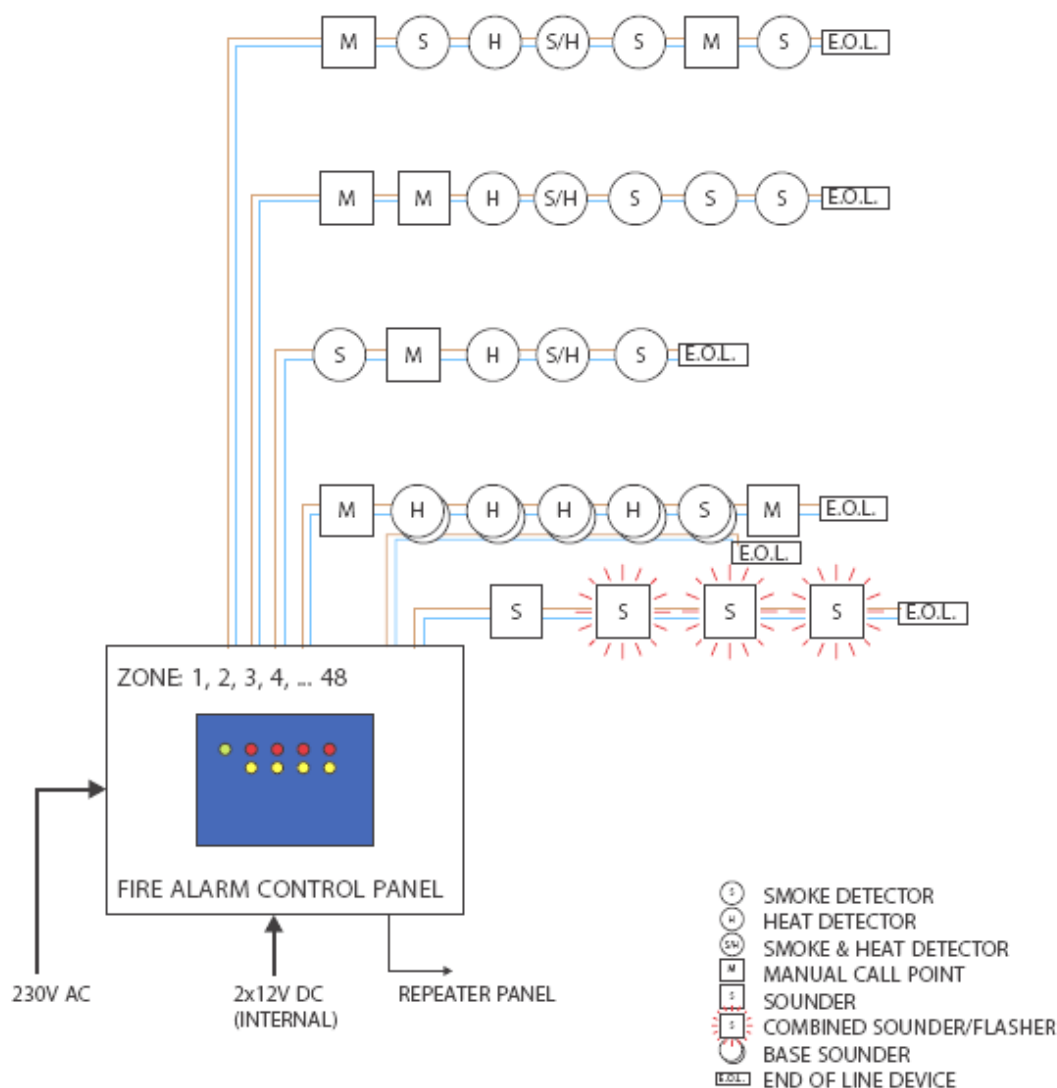 M S H S/H S M S E.O.L.
M M H S/H S S S E.O.L.
S M H S/H S E.O.L.
M H H H H S M E.O.L.
E.O.L.
S S S S E.O.L.
ZONE: 1, 2, 3, 4, ... 48
FIRE ALARM CONTROL PANEL
230V AC
2x12V DC
(INTERNAL)
REPEATER PANEL
S SMOKE DETECTOR
H HEAT DETECTOR
S/H SMOKE & HEAT DETECTOR
M MANUAL CALL POINT
S SOUNDER
S COMBINED SOUNDER/FLASHER
BASE SOUNDER
E.O.L. END OF LINE DEVICE